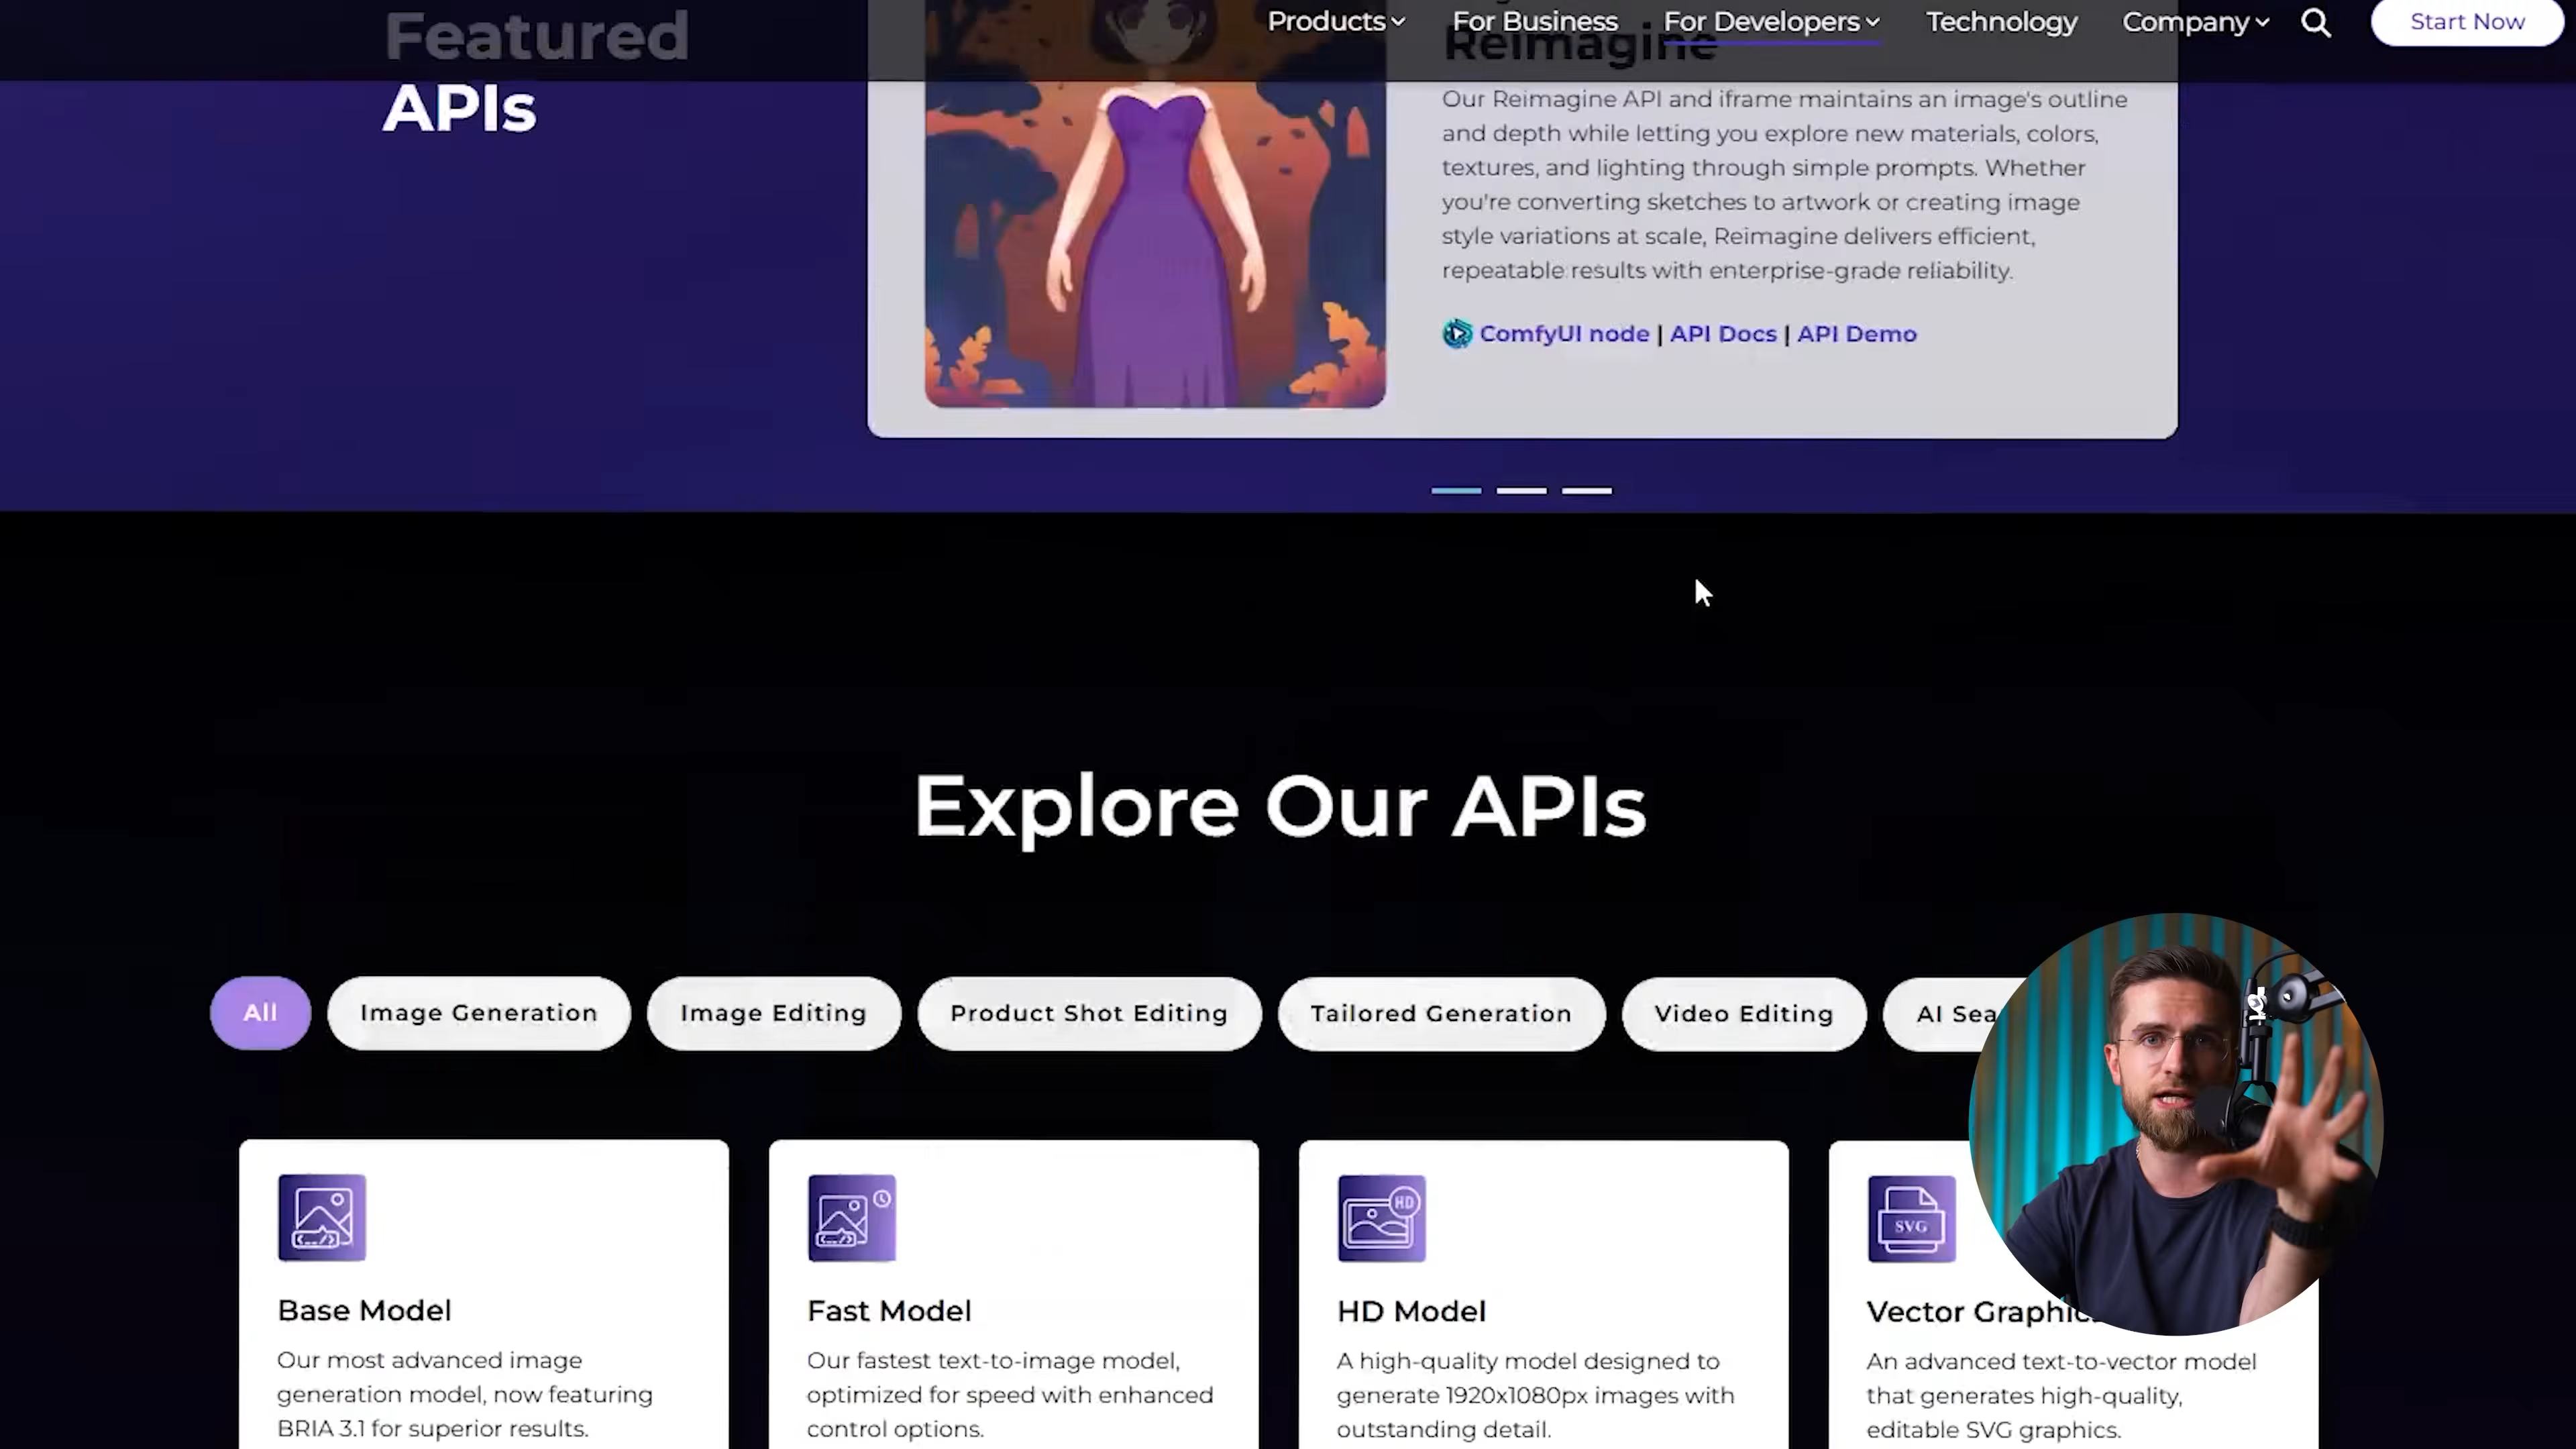 Products
For Business
For Developers
Technology
Company
Start Now
Featured
APIs
Reimagine
Our Reimagine API and iframe maintains an image's outline
and depth while letting you explore new materials, colors,
textures, and lighting through simple prompts. Whether
you're converting sketches to artwork or creating image
style variations at scale, Reimagine delivers efficient,
repeatable results with enterprise-grade reliability.
ComfyUI node | API Docs | API Demo
Explore Our APIs
All
Image Generation
Image Editing
Product Shot Editing
Tailored Generation
Video Editing
AI Sea
Base Model
Our most advanced image
generation model, now featuring
BRIA 3.1 for superior results.
Fast Model
Our fastest text-to-image model,
optimized for speed with enhanced
control options.
HD
HD Model
A high-quality model designed to
generate 1920x1080px images with
outstanding detail.
SVG
Vector Graphic
An advanced text-to-vector model
that generates high-quality,
editable SVG graphics.